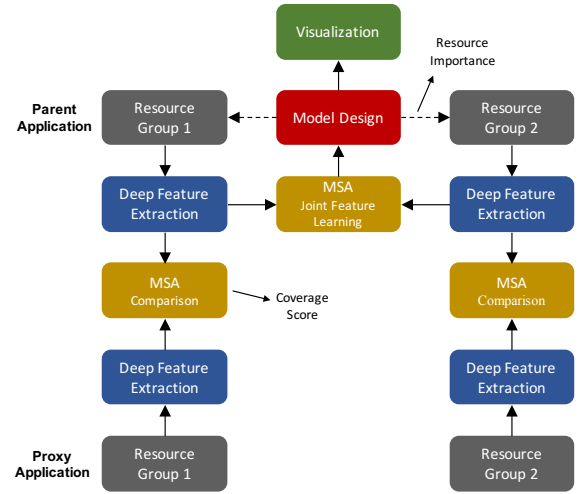 Visualization
Resource
Importance
Parent
Application
Resource
Group 1
Model Design
Resource
Group 2
Deep Feature
Extraction
MSA
Joint Feature
Learning
Deep Feature
Extraction
MSA
Comparison
Coverage
Score
MSA
Comparison
Deep Feature
Extraction
Deep Feature
Extraction
Proxy
Application
Resource
Group 1
Resource
Group 2